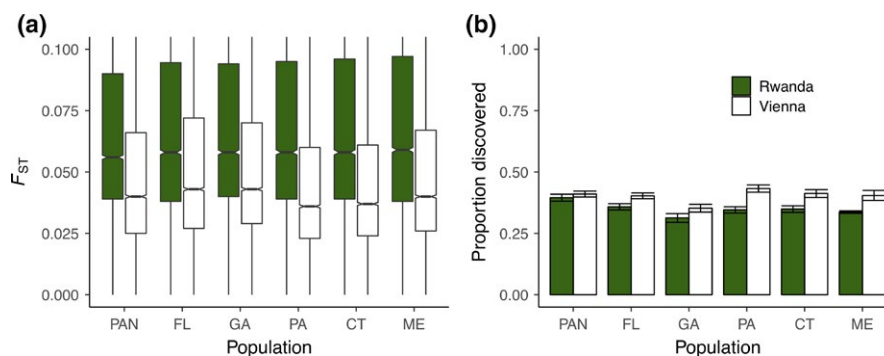 (a)
0.100
0.075
0.050
0.025
0.000
FST
PAN FL GA PA CT ME
Population
(b)
1.00
0.75
0.50
0.25
0.00
Proportion discovered
Rwanda
Vienna
PAN FL GA PA CT ME
Population